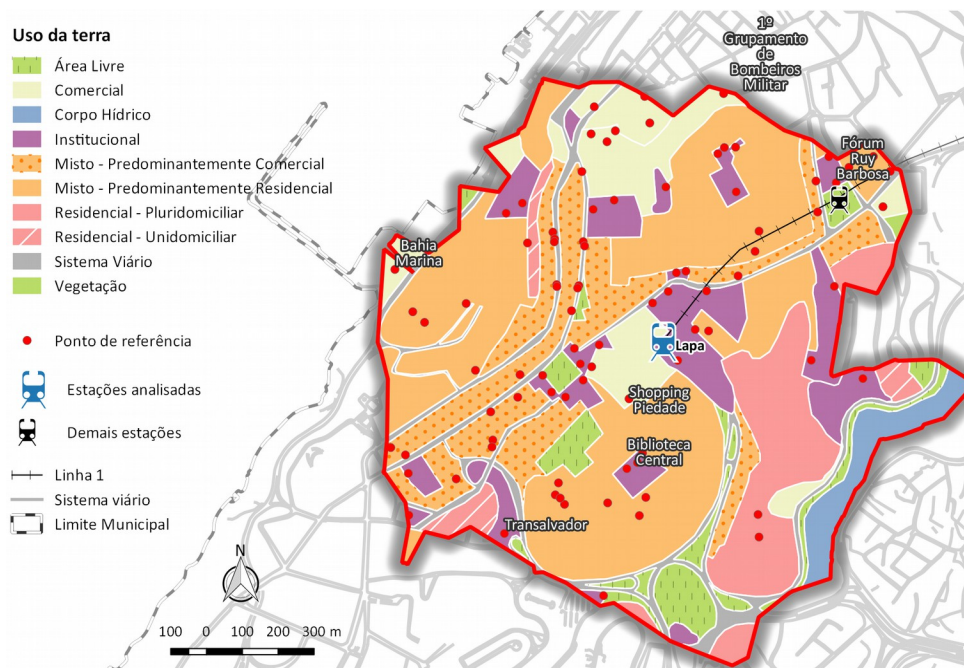 Uso da terra
Área Livre
Comercial
Corpo Hídrico
Institucional
Misto - Predominantemente Comercial
Misto - Predominantemente Residencial
Residencial - Pluridomiciliar
Residencial - Unidomiciliar
Sistema Viário
Vegetação
Ponto de referência
Estações analisadas
Demais estações
Linha 1
Sistema viário
Limite Municipal
N
100 0 100 200 300 m
1º
Grupamento
de
Bombeiros
Militar
Fórum
Ruy
Barbosa
Bahia
Marina
Lapa
Shopping
Piedade
Biblioteca
Central
Transalvador